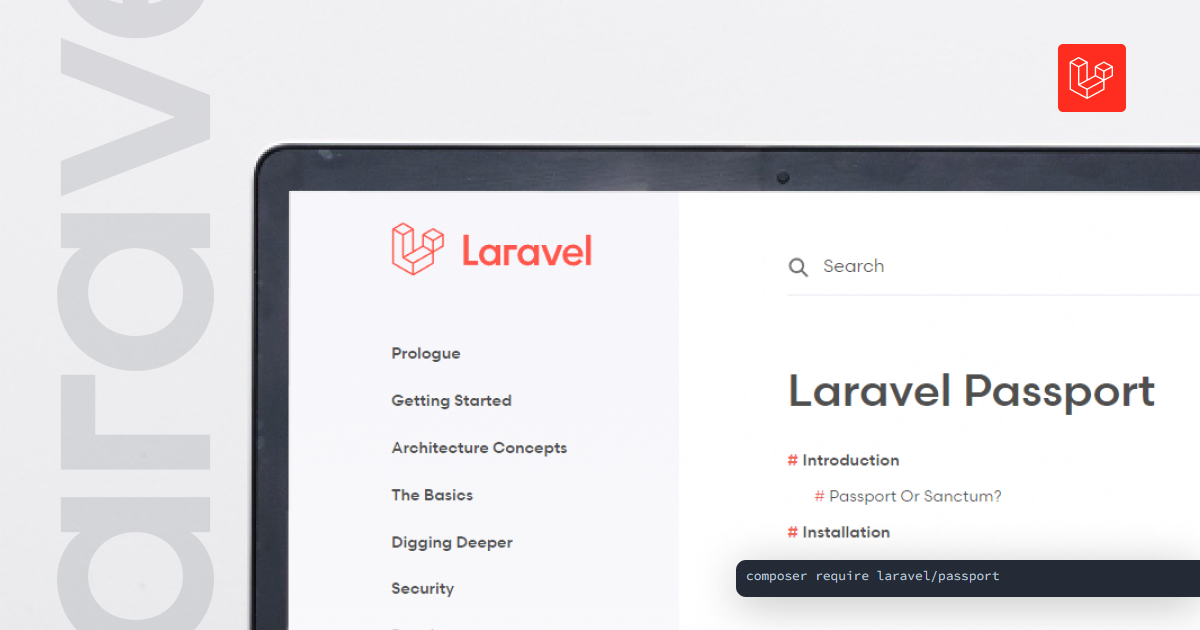 arave
Laravel
Prologue
Getting Started
Architecture Concepts
The Basics
Digging Deeper
Security
Search
Laravel Passport
# Introduction
# Passport Or Sanctum?
# Installation
composer require laravel/passport